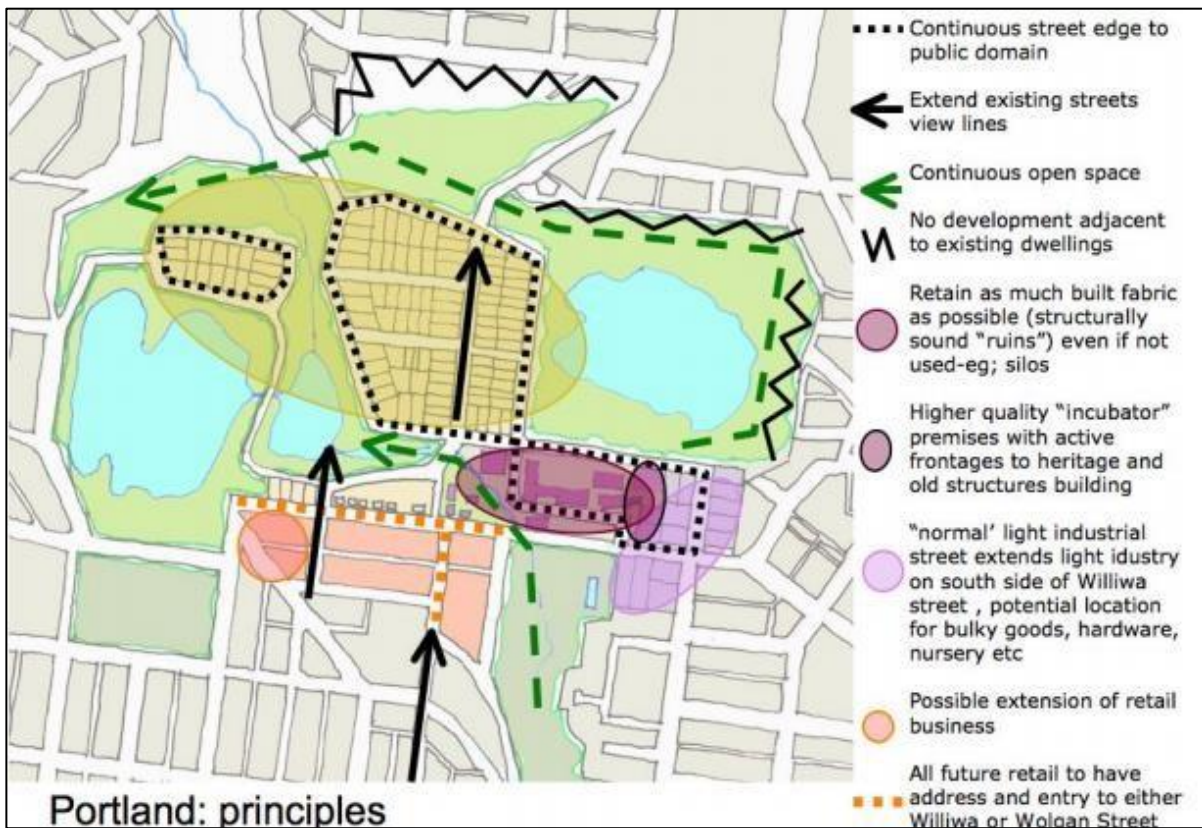 Continuous street edge to
public domain
Extend existing streets
view lines
Continuous open space
No development adjacent
to existing dwellings
Retain as much built fabric
as possible (structurally
sound “ruins”) even if not
used-eg; silos
Higher quality “incubator”
premises with active
frontages to heritage and
old structures building
“normal’ light industrial
street extends light idustry
on south side of Williwa
street , potential location
for bulky goods, hardware,
nursery etc
Possible extension of retail
business
All future retail to have
address and entry to either
Williwa or Wolgan Street
Portland: principles